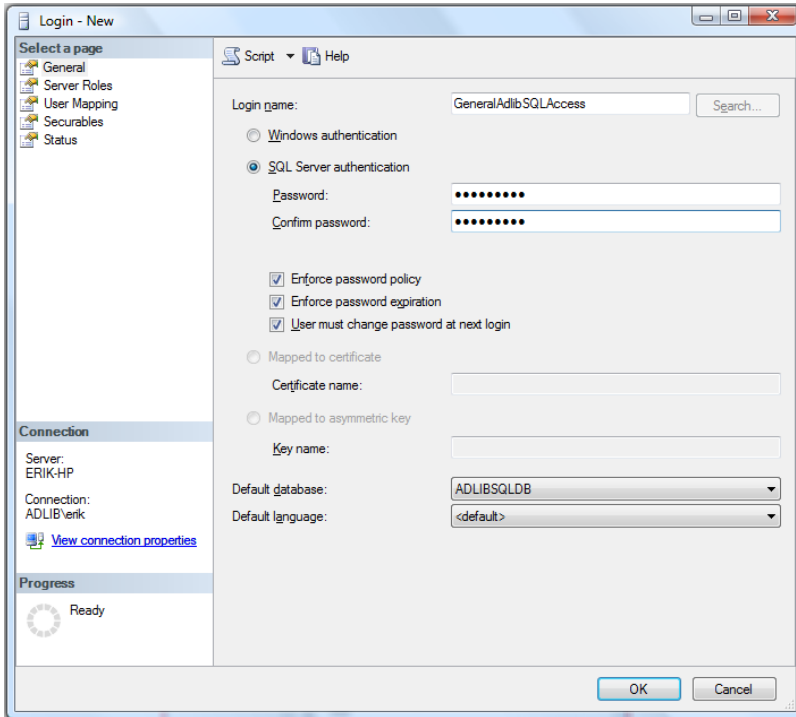 Login - New
Select a page
General
Server Roles
User Mapping
Securables
Status
Script Help
Login name: GeneralAdlibSQLAccess Search...
Windows authentication
SQL Server authentication
Password: •••••••••
Confirm password: •••••••••
Enforce password policy
Enforce password expiration
User must change password at next login
Mapped to certificate
Certificate name:
Mapped to asymmetric key
Key name:
Default database: ADLIBSQLDB
Default language: <default>
Connection
Server:
ERIK-HP
Connection:
ADLIB\erik
View connection properties
Progress
Ready
OK Cancel